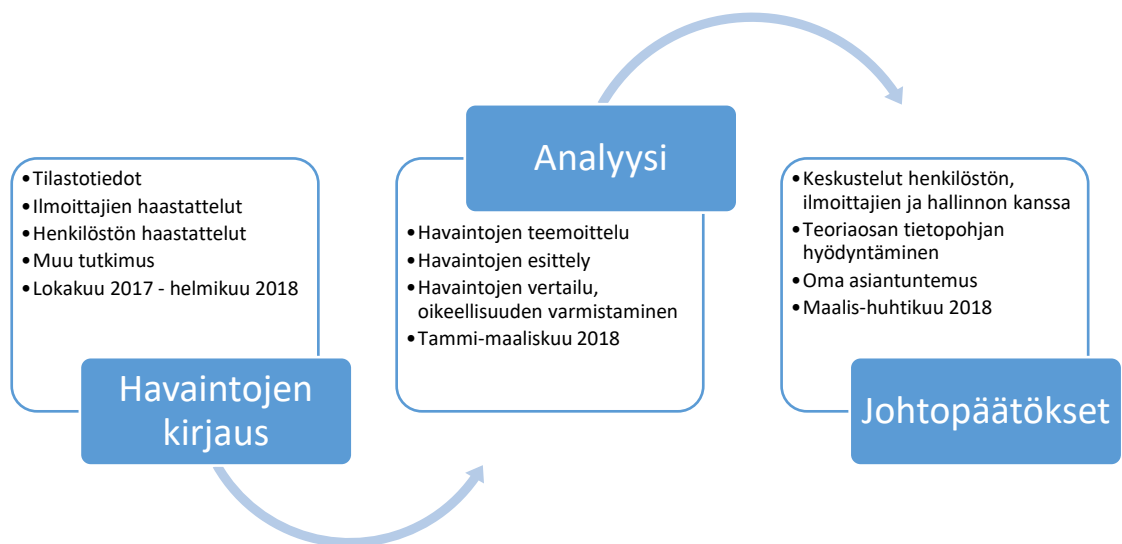 •Tilastotiedot
•Ilmoittajien haastattelut
•Henkilöstön haastattelut
•Muu tutkimus
•Lokakuu 2017 - helmikuu 2018
Havaintojen
kirjaus
Analyysi
•Havaintojen teemoittelu
•Havaintojen esittely
•Havaintojen vertailu,
oikeellisuuden varmistaminen
•Tammi-maaliskuu 2018
•Keskustelut henkilöstön,
ilmoittajien ja hallinnon kanssa
•Teoriaosan tietopohjan
hyödyntäminen
•Oma asiantuntemus
•Maalis-huhtikuu 2018
Johtopäätökset